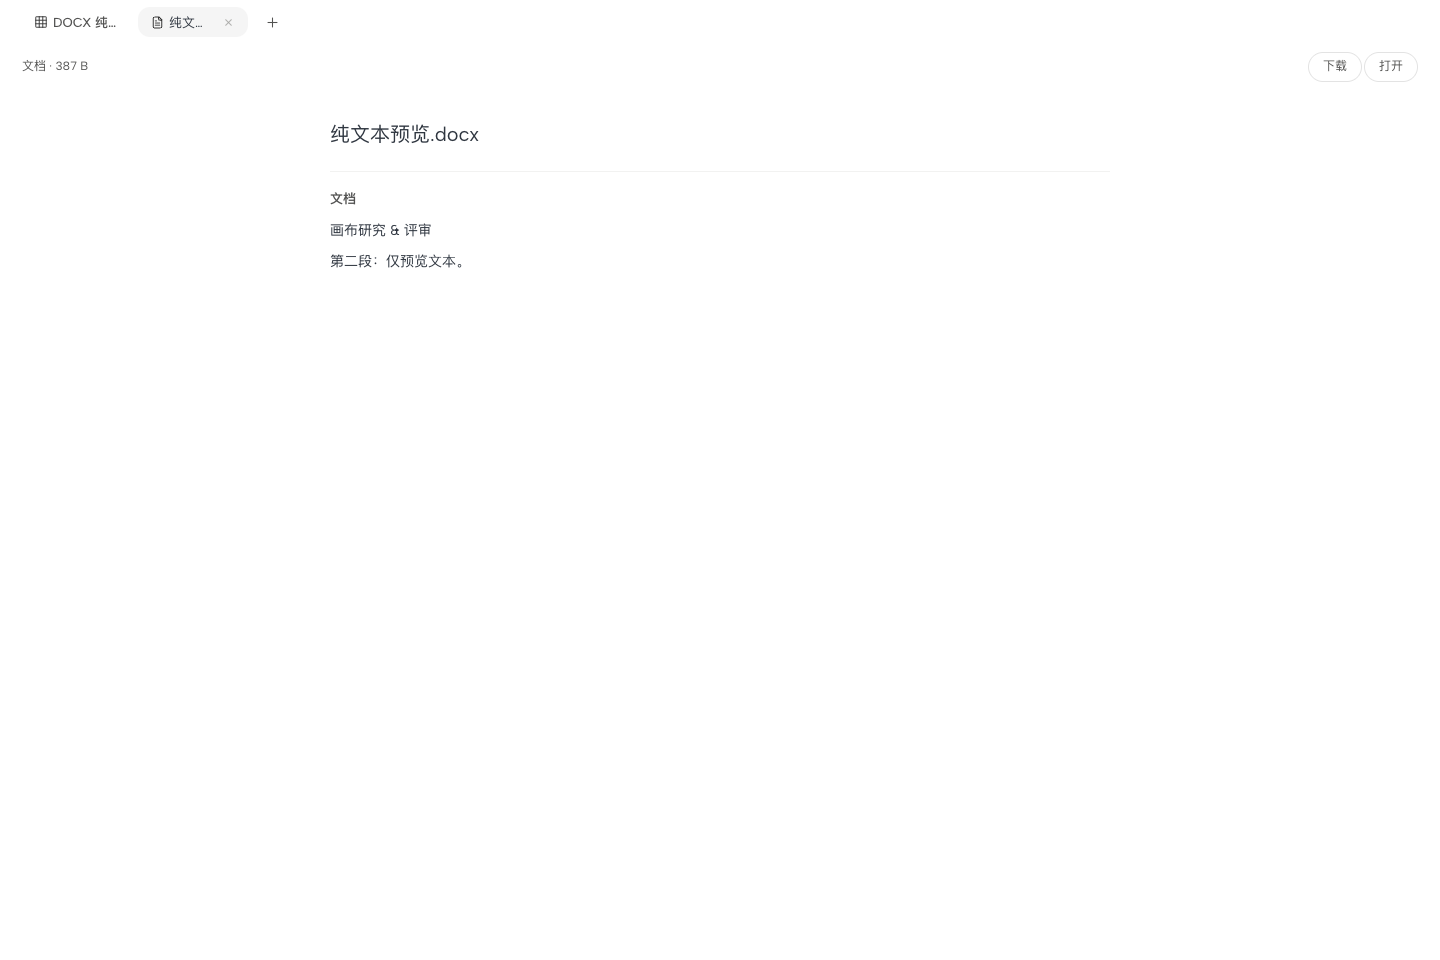 DOCX 纯...
纯文...
文档 · 387 B
下载
打开
纯文本预览.docx
文档
画布研究 & 评审
第二段：仅预览文本。